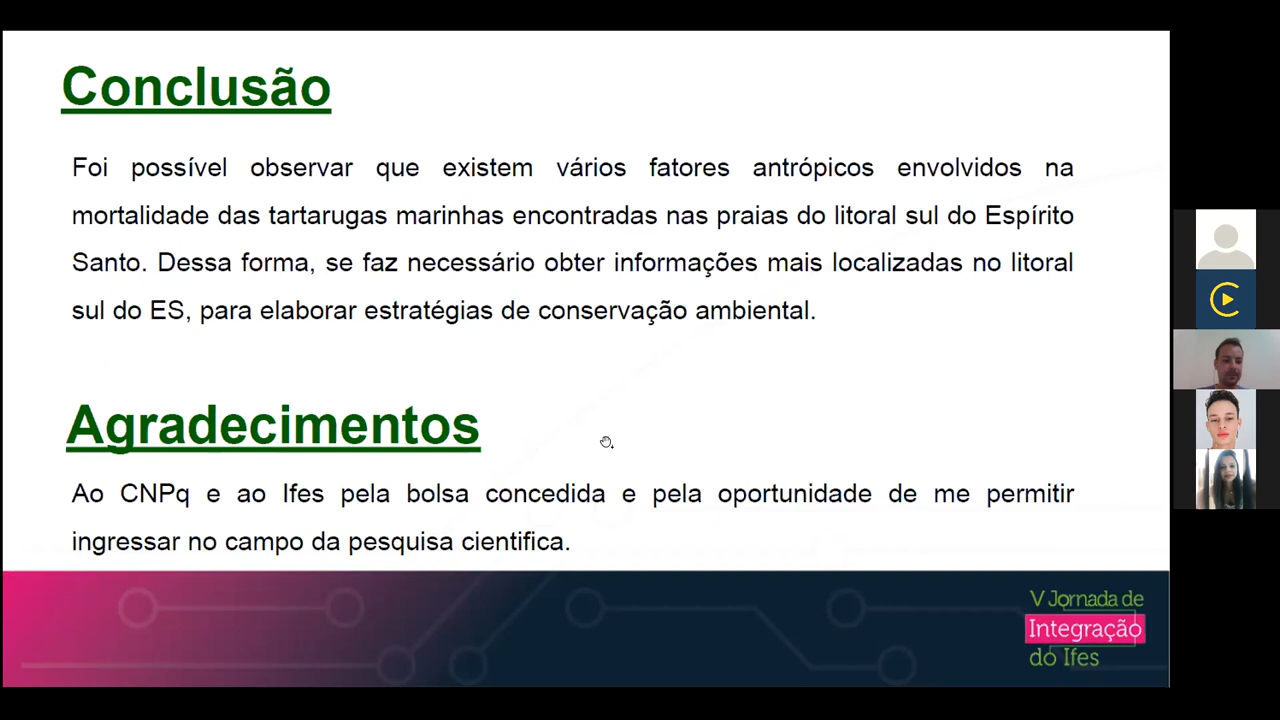 Conclusão
Foi possível observar que existem vários fatores antrópicos envolvidos na
mortalidade das tartarugas marinhas encontradas nas praias do litoral sul do Espírito
Santo. Dessa forma, se faz necessário obter informações mais localizadas no litoral
sul do ES, para elaborar estratégias de conservação ambiental.
Agradecimentos
Ao CNPq e ao Ifes pela bolsa concedida e pela oportunidade de me permitir
ingressar no campo da pesquisa cientifica.
V Jornada de
Integração
do Ifes